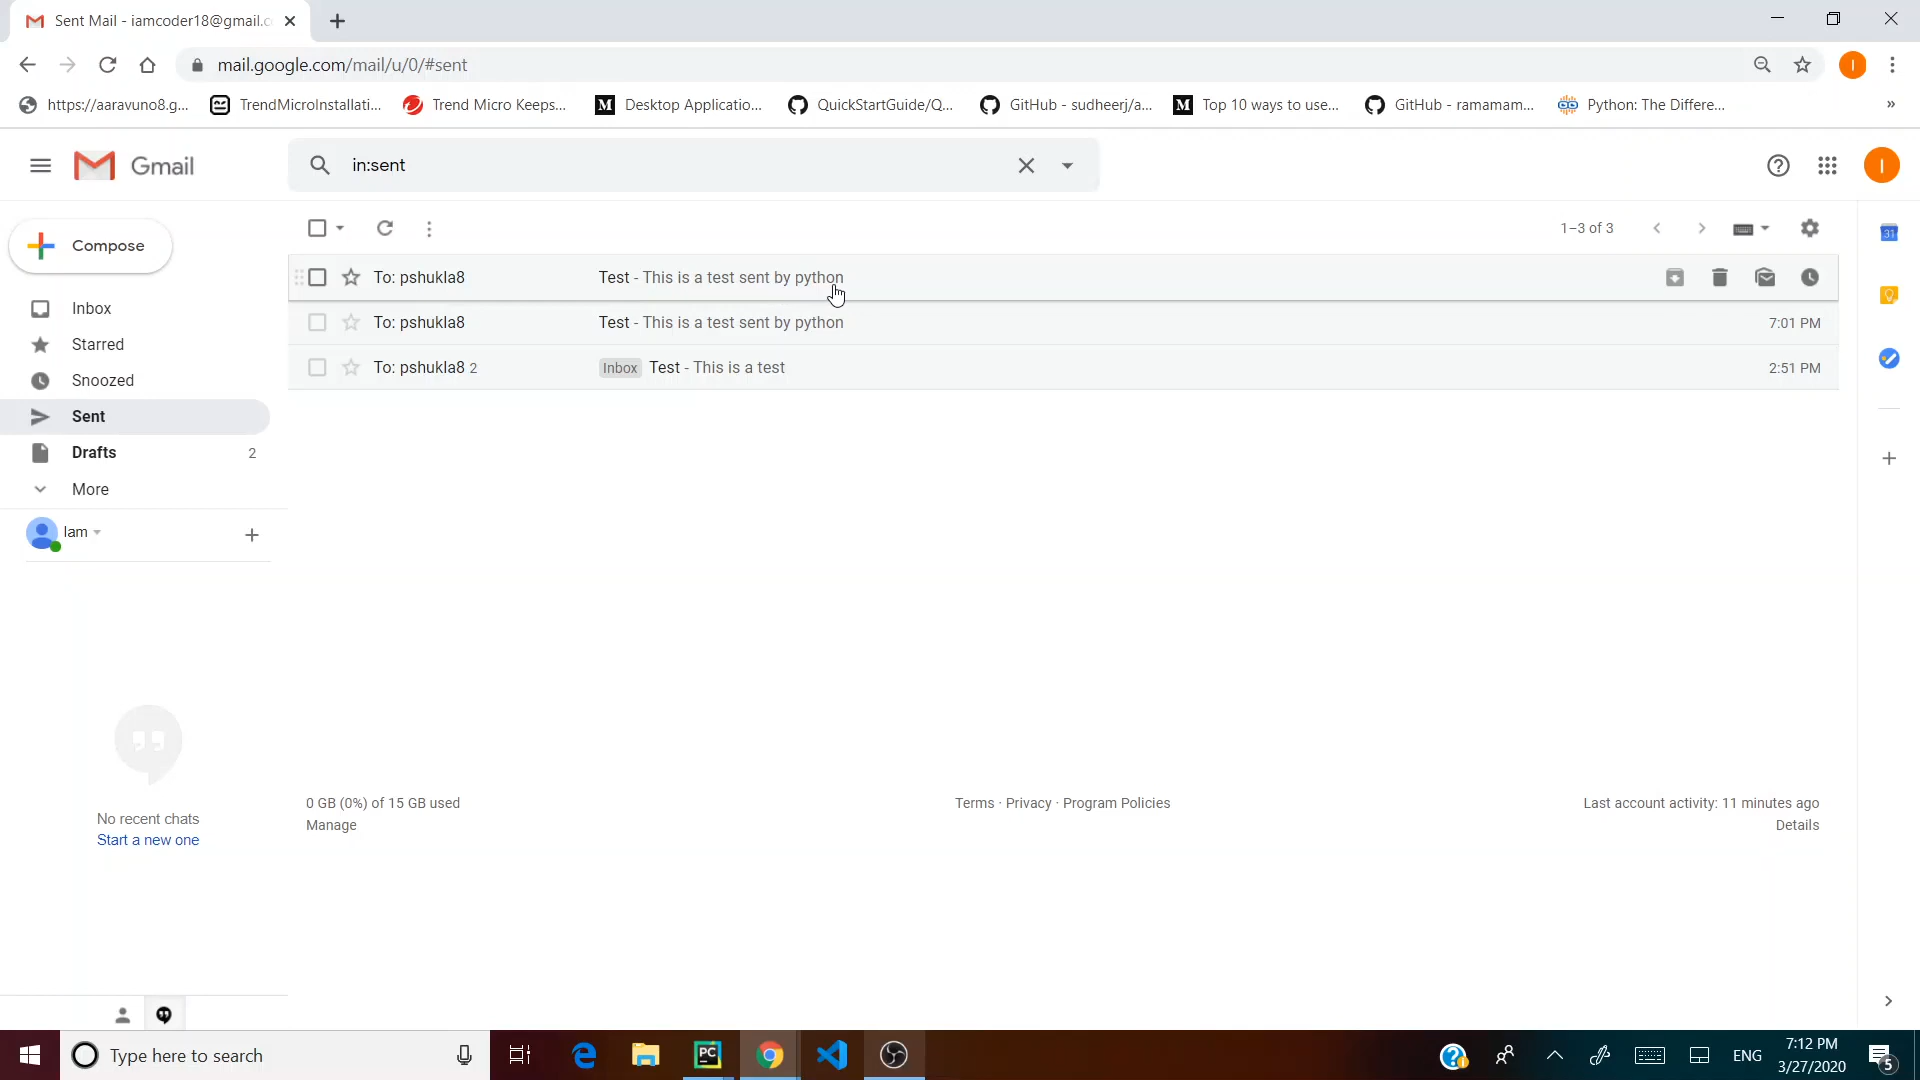 Sent Mail - iamcoder18@gmail.c
mail.google.com/mail/u/0/#sent
https://aaravuno8.g...
TrendMicroInstallati...
Trend Micro Keeps...
Desktop Applicatio...
QuickStartGuide/Q...
GitHub - sudheerj/a...
Top 10 ways to use...
GitHub - ramamam...
Python: The Differe...
»
Gmail
in:sent
I
Compose
1–3 of 3
31
To: pshukla8 Test - This is a test sent by python
To: pshukla8 Test - This is a test sent by python 7:01 PM
To: pshukla8 2 Inbox Test - This is a test 2:51 PM
Inbox
Starred
Snoozed
Sent
Drafts 2
More
Iam
No recent chats
Start a new one
0 GB (0%) of 15 GB used
Manage
Terms · Privacy · Program Policies
Last account activity: 11 minutes ago
Details
Type here to search
PC
ENG
7:12 PM
3/27/2020
5